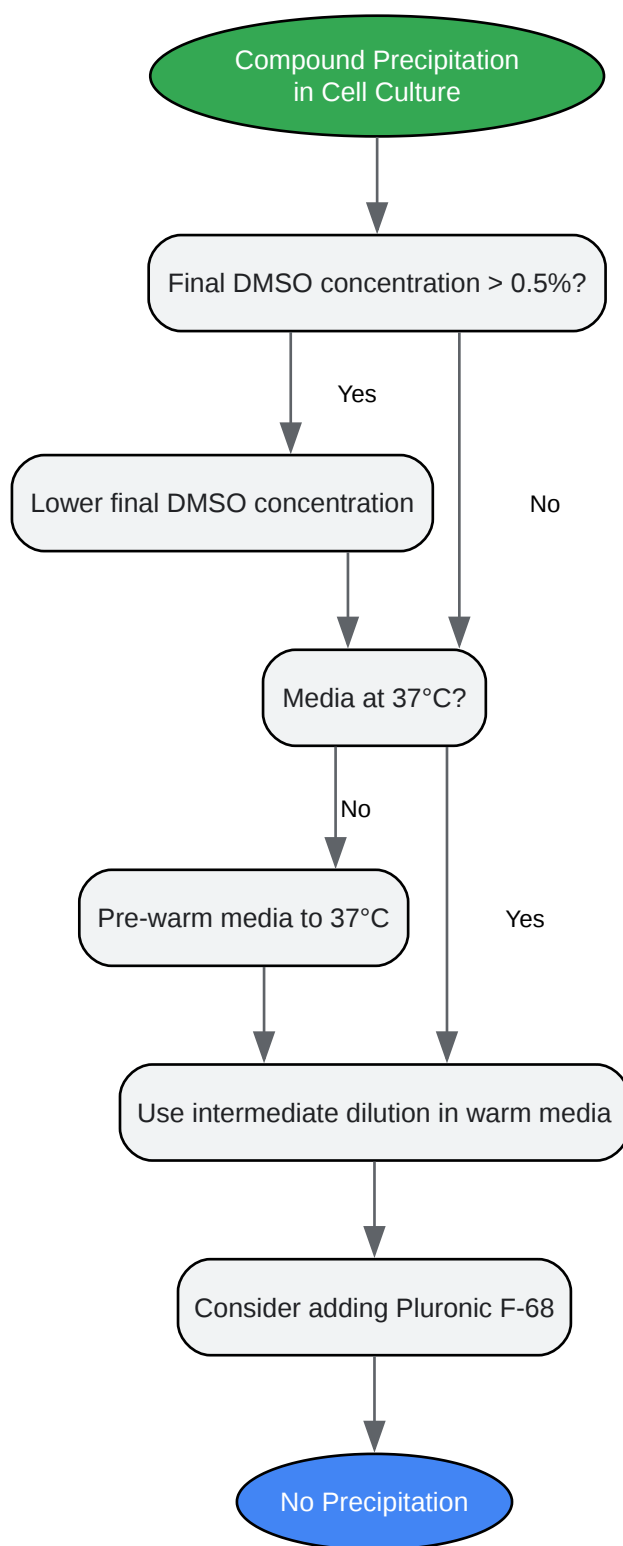 Compound Precipitation
in Cell Culture
Final DMSO concentration > 0.5%?
Yes
Lower final DMSO concentration
No
Media at 37°C?
No
Pre-warm media to 37°C
Yes
Use intermediate dilution in warm media
Consider adding Pluronic F-68
No Precipitation